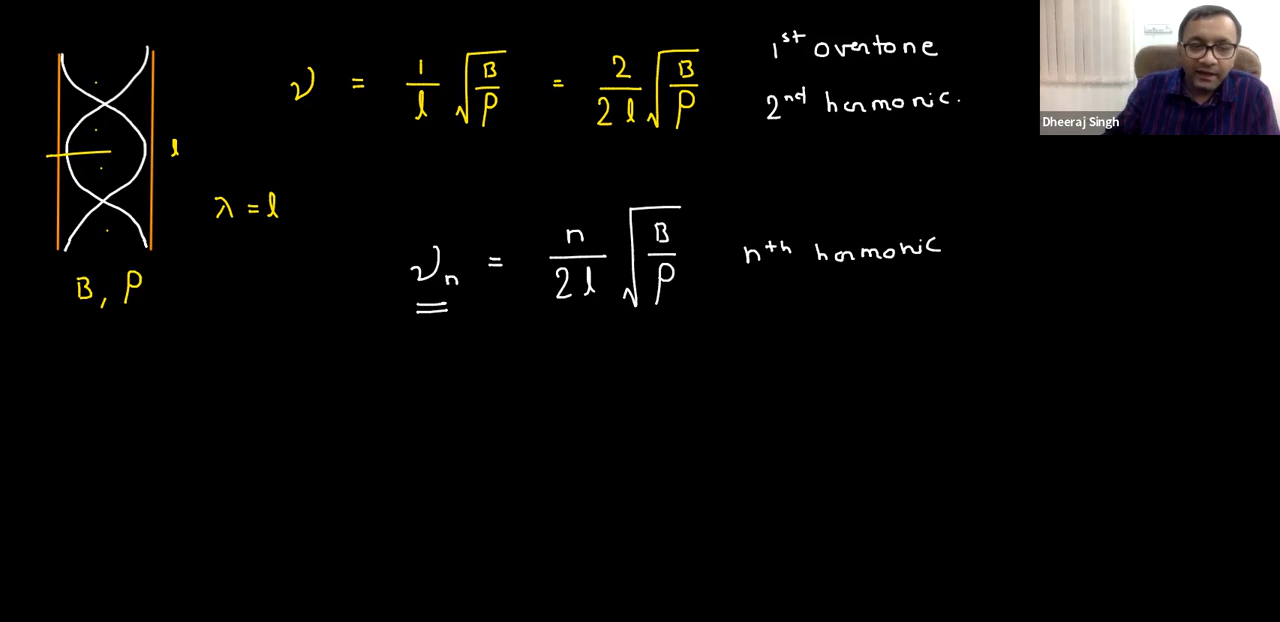 ν = 1/l √(B/ρ) = 2/2l √(B/ρ)
1st overtone
2nd harmonic.
l
λ = l
νn = n/2l √(B/ρ)
nth harmonic
B, ρ
Dheeraj Singh